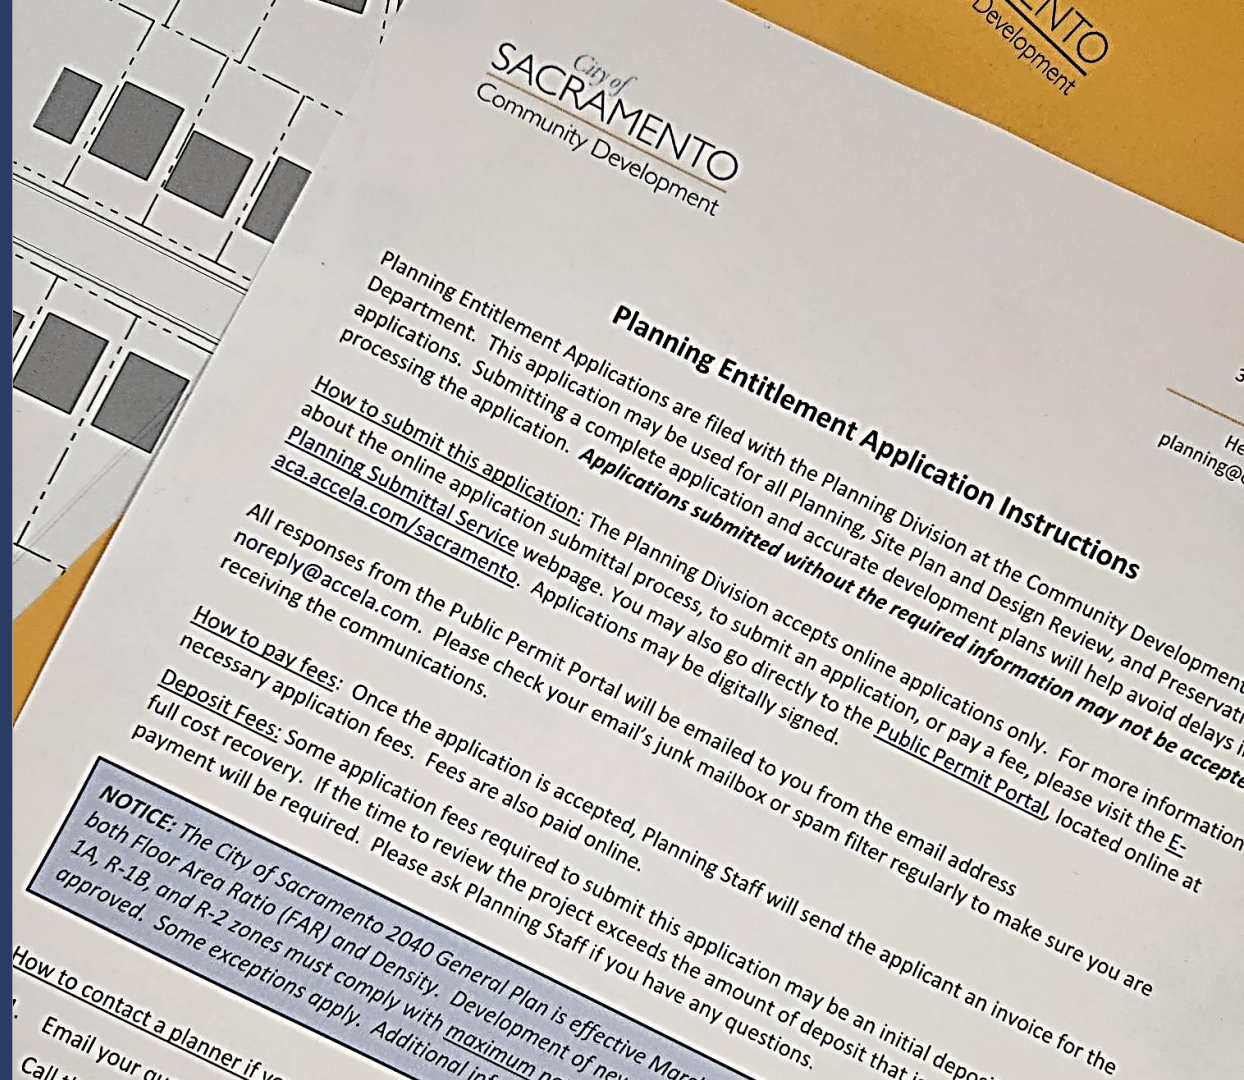 ENTO
Development
City of
SACRAMENTO
Community Development
3
He
planning@
Planning Entitlement Application Instructions
Planning Entitlement Applications are filed with the Planning Division at the Community Development
Department. This application may be used for all Planning, Site Plan and Design Review, and Preservati
applications. Submitting a complete application and accurate development plans will help avoid delays i
processing the application. Applications submitted without the required information may not be accepte
How to submit this application: The Planning Division accepts online applications only. For more information
about the online application submittal process, to submit an application, or pay a fee, please visit the E-
Planning Submittal Service webpage. You may also go directly to the Public Permit Portal, located online at
aca.accela.com/sacramento. Applications may be digitally signed.
All responses from the Public Permit Portal will be emailed to you from the email address
noreply@accela.com. Please check your email's junk mailbox or spam filter regularly to make sure you are
receiving the communications.
How to pay fees: Once the application is accepted, Planning Staff will send the applicant an invoice for the
necessary application fees. Fees are also paid online.
Deposit Fees: Some application fees required to submit this application may be an initial deposi
full cost recovery. If the time to review the project exceeds the amount of deposit that i
payment will be required. Please ask Planning Staff if you have any questions.
NOTICE: The City of Sacramento 2040 General Plan is effective Marc
both Floor Area Ratio (FAR) and Density. Development of new
1A, R-1B, and R-2 zones must comply with maximum
approved. Some exceptions apply. Additional inf
How to contact a planner if yo
Email your qu
Call th